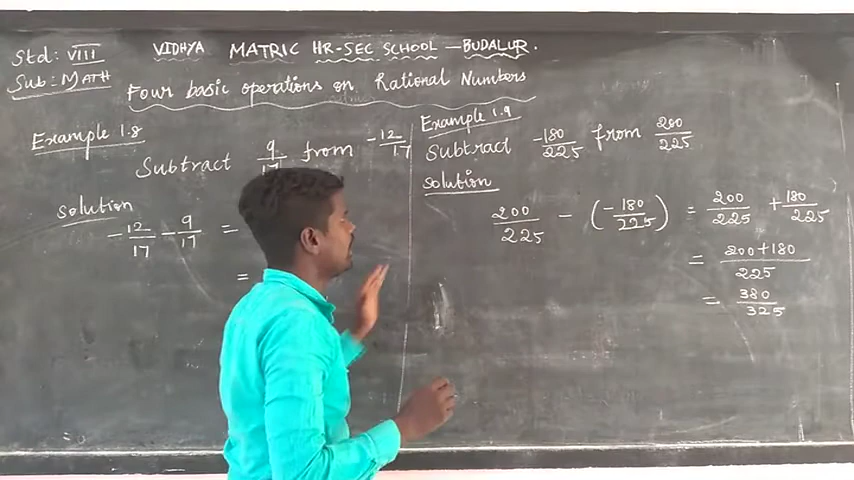 Std: VIII VIDHYA MATRIC HR-SEC SCHOOL - BUDALUR.
Sub: MATH
Four basic operations on Rational Numbers
Example 1.8
Subtract 9/17 from -12/17
Solution
-12/17 - 9/17 =
=
Example 1.9
Subtract -180/225 from 200/225
Solution
200/225 - (-180/225) = 200/225 + 180/225
= 200+180/225
= 380/325